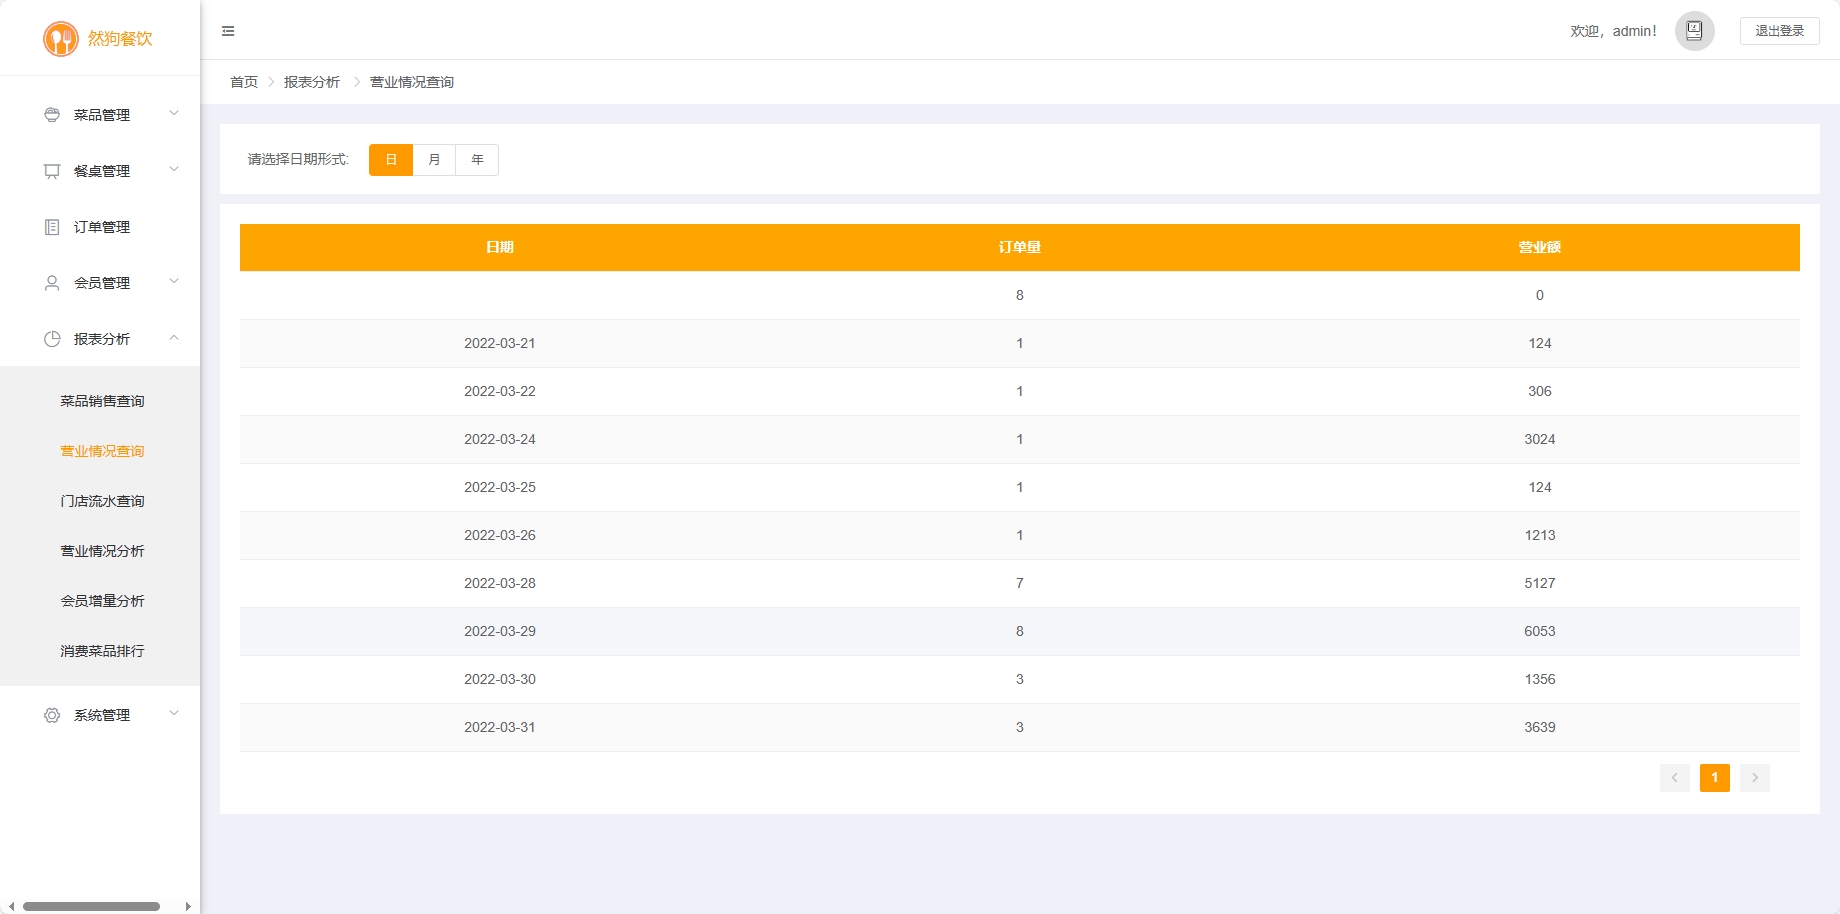 然狗餐饮
欢迎，admin!
退出登录
首页 报表分析 营业情况查询
菜品管理
餐桌管理
订单管理
会员管理
报表分析
菜品销售查询
营业情况查询
门店流水查询
营业情况分析
会员增量分析
消费菜品排行
系统管理
请选择日期形式: 日 月 年
日期 订单量 营业额
8 0
2022-03-21 1 124
2022-03-22 1 306
2022-03-24 1 3024
2022-03-25 1 124
2022-03-26 1 1213
2022-03-28 7 5127
2022-03-29 8 6053
2022-03-30 3 1356
2022-03-31 3 3639
1